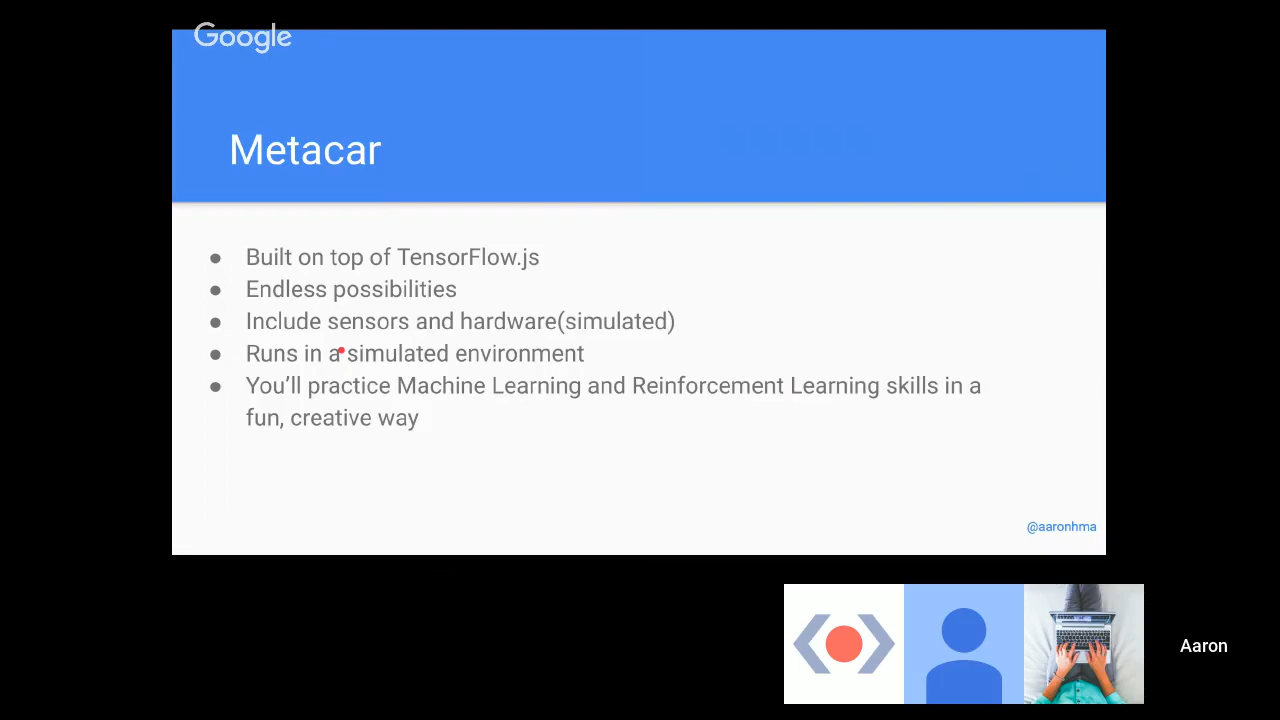 Google
Metacar
● Built on top of TensorFlow.js
● Endless possibilities
● Include sensors and hardware(simulated)
● Runs in a simulated environment
● You’ll practice Machine Learning and Reinforcement Learning skills in a
fun, creative way
@aaronhma
Aaron